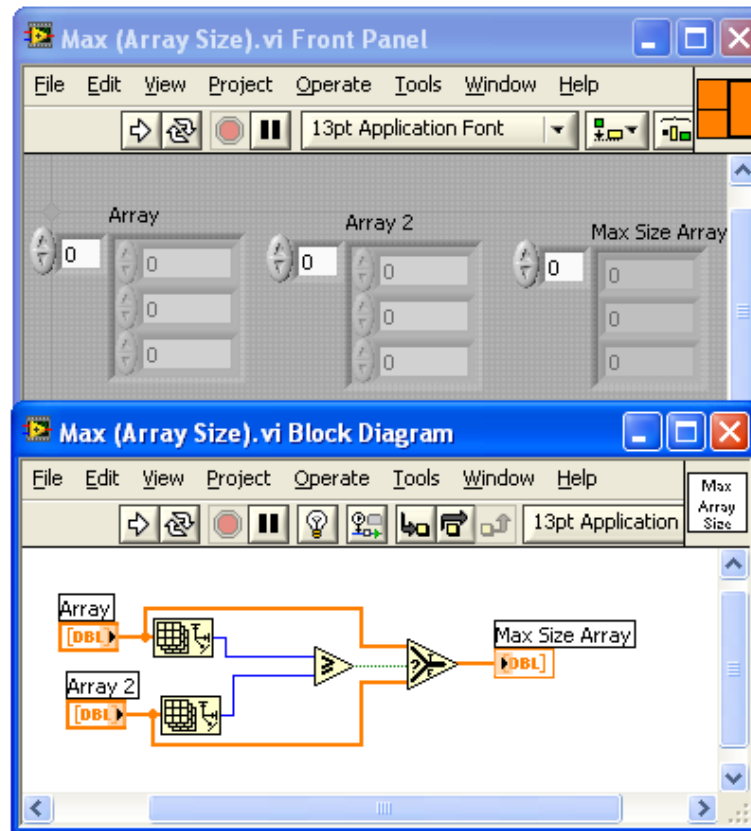 Max (Array Size).vi Front Panel
File Edit View Project Operate Tools Window Help
13pt Application Font
Array
Array 2
Max Size Array
0 0 0 0 0 0
0 0 0
0 0 0
Max (Array Size).vi Block Diagram
File Edit View Project Operate Tools Window Help
Max
Array
Size
13pt Application
Array
[DBL]
Array 2
[DBL]
≥
?
T
F
Max Size Array
DBL]